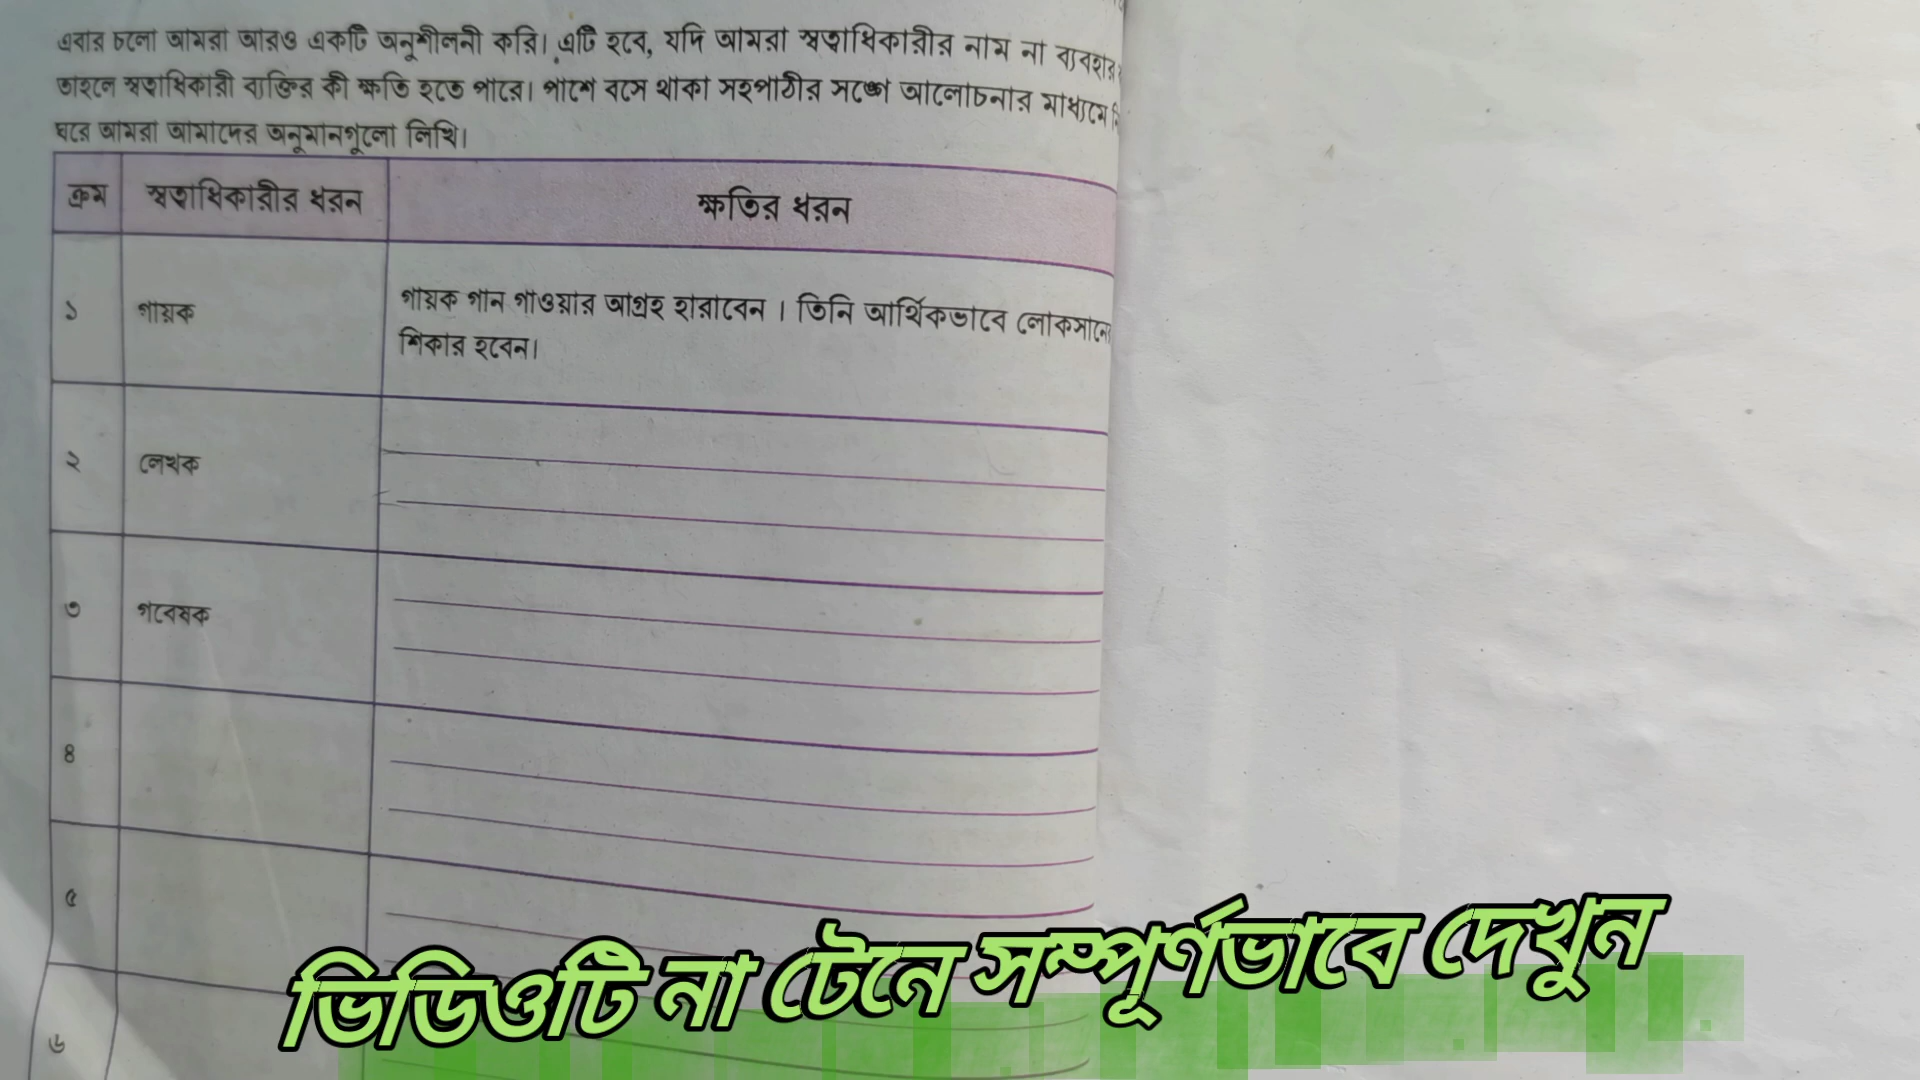 এবার চলো আমরা আরও একটি অনুশীলনী করি। এটি হবে, যদি আমরা স্বত্বাধিকারীর নাম না ব্যবহার
তাহলে স্বত্বাধিকারী ব্যক্তির কী ক্ষতি হতে পারে। পাশে বসে থাকা সহপাঠীর সঙ্গে আলোচনার মাধ্যমে
ঘরে আমরা আমাদের অনুমানগুলো লিখি।
ক্রম স্বত্বাধিকারীর ধরন ক্ষতির ধরন
১ গায়ক গায়ক গান গাওয়ার আগ্রহ হারাবেন । তিনি আর্থিকভাবে লোকসানের
শিকার হবেন।
২ লেখক
৩ গবেষক
৪
৫
৬
ভিডিওটি না টেনে সম্পূর্ণভাবে দেখুন